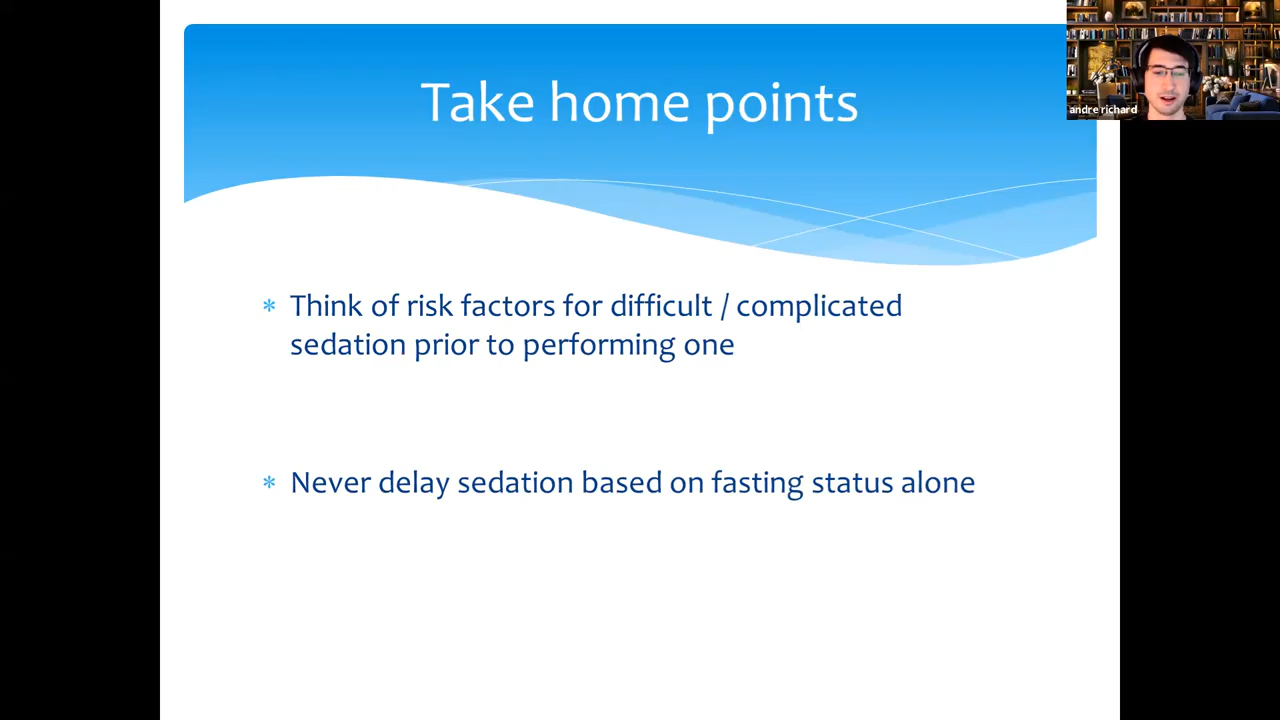 Take home points
andre richard
* Think of risk factors for difficult / complicated
sedation prior to performing one
* Never delay sedation based on fasting status alone